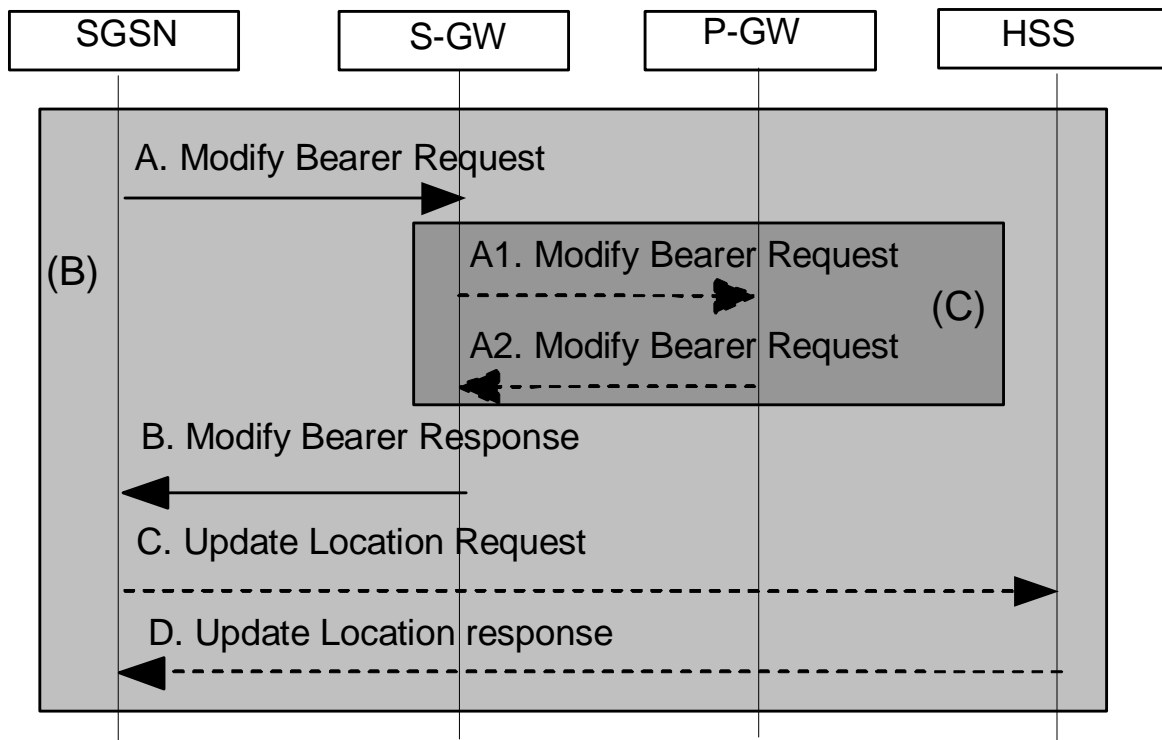 SGSN
S-GW
P-GW
HSS
A. Modify Bearer Request
A1. Modify Bearer Request
(B)
(C)
A2. Modify Bearer Request
B. Modify Bearer Response
C. Update Location Request
D. Update Location response